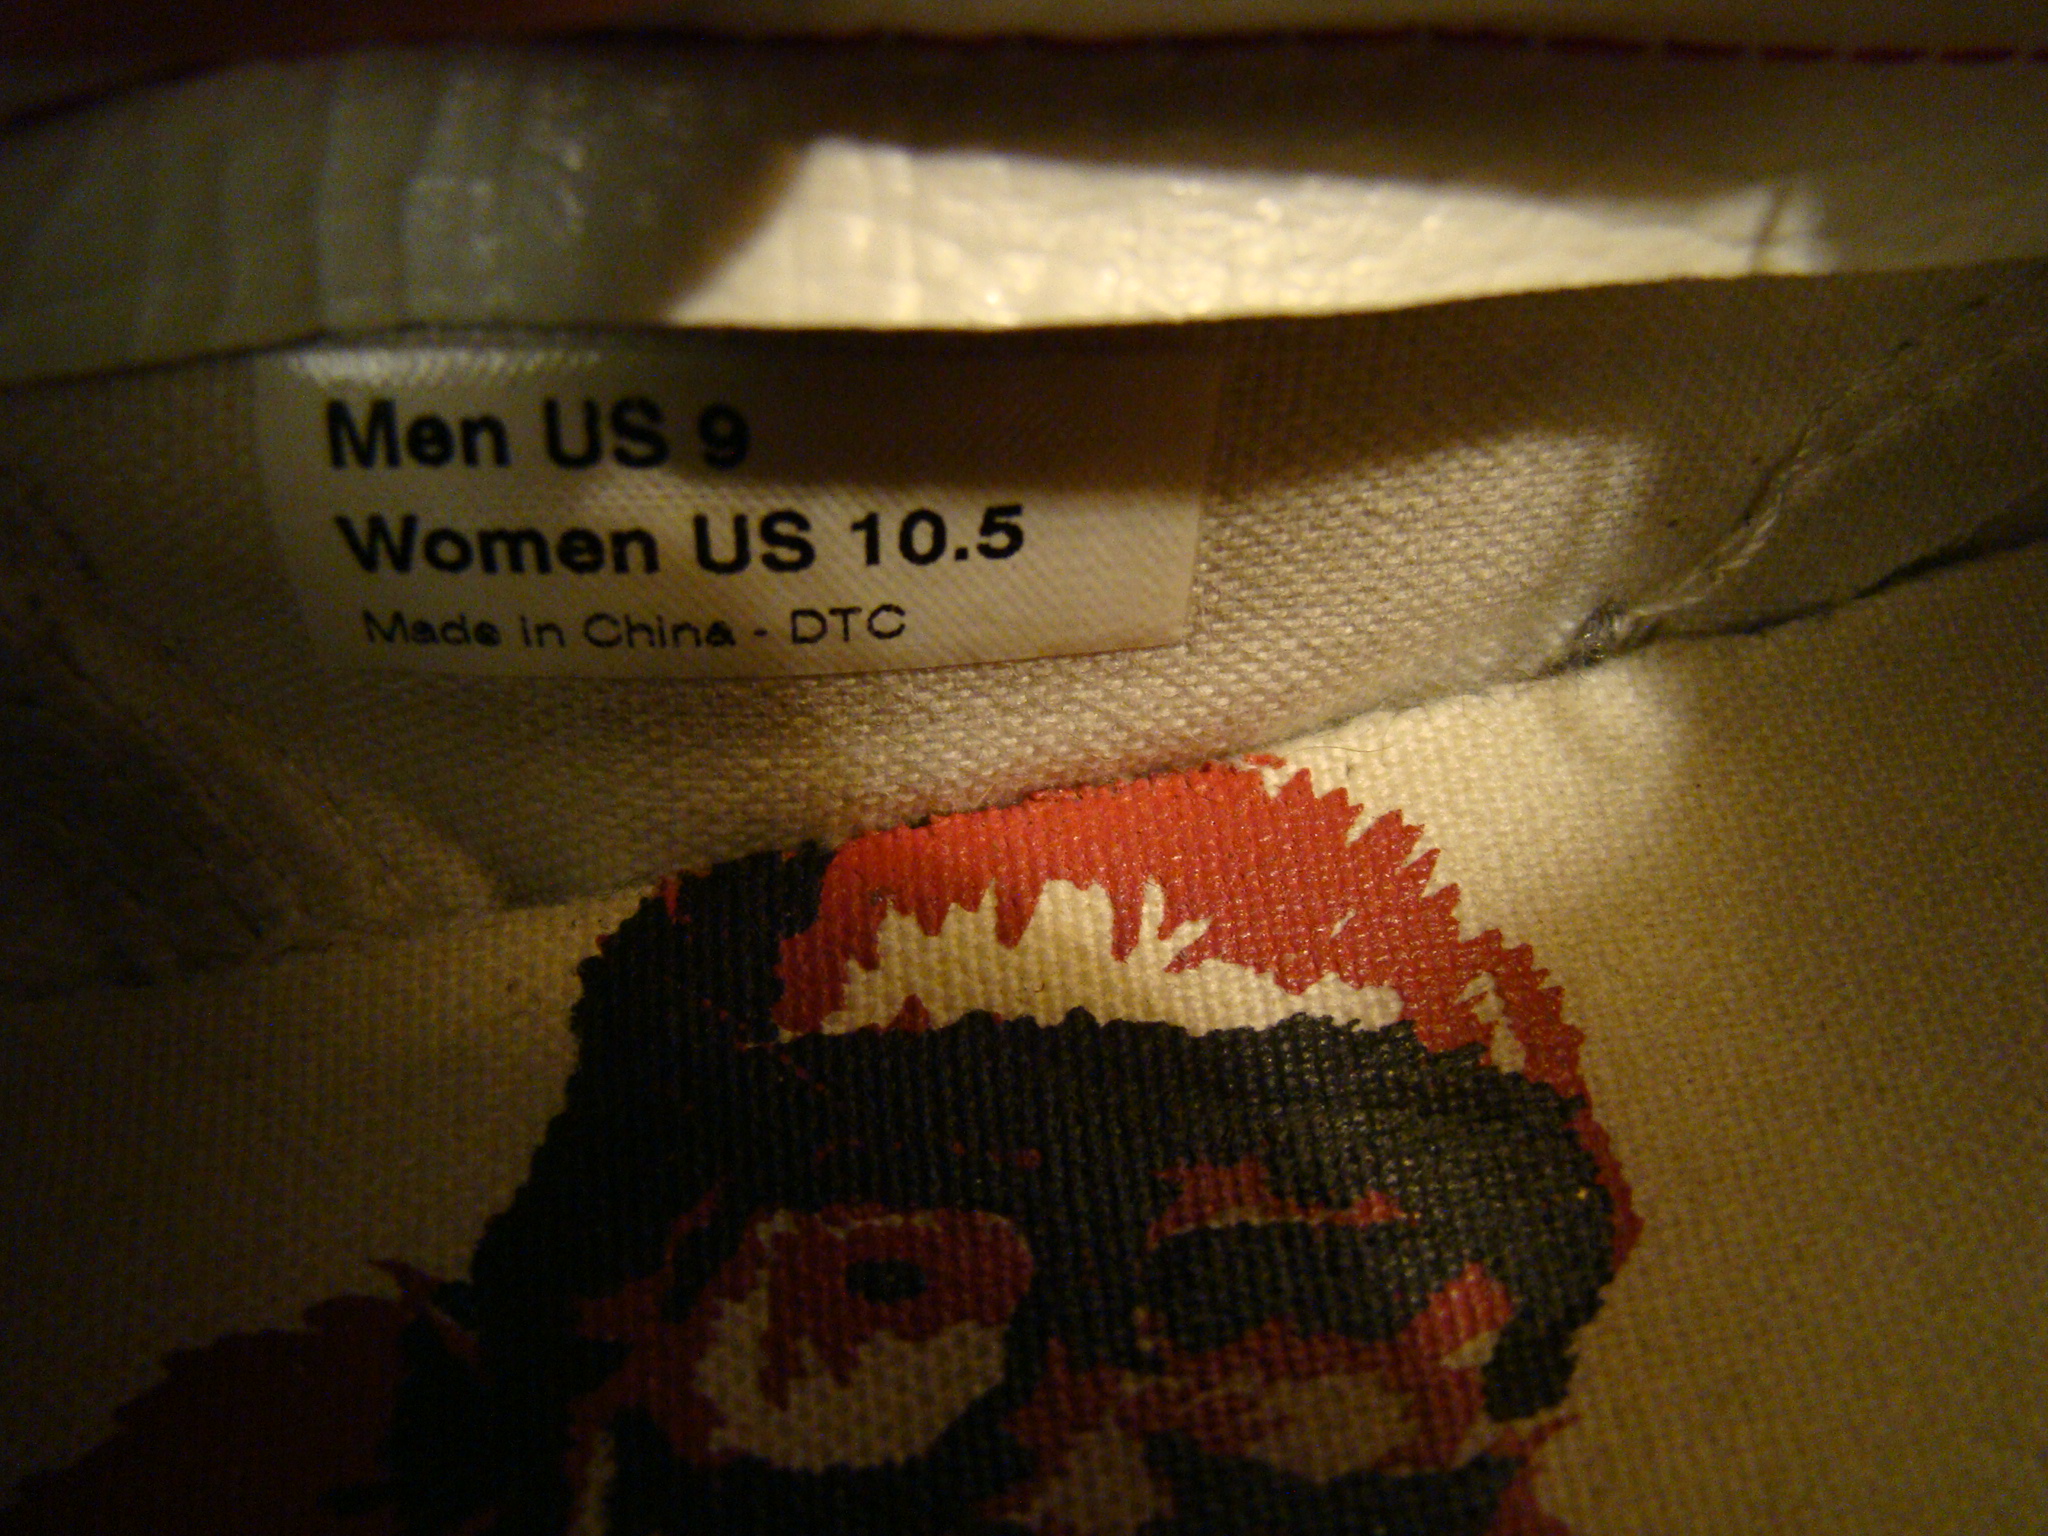 Men US 9
Women US 10.5
Made in China - DTC